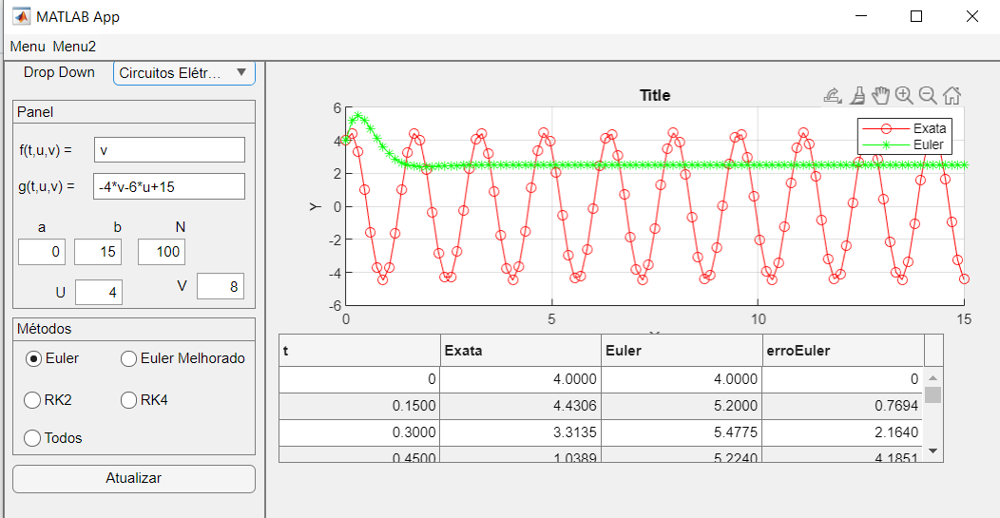 MATLAB App
Menu Menu2
Drop Down Circuitos Elétr...
Panel
f(t,u,v) = v
g(t,u,v) = -4*v-6*u+15
a b N
0 15 100
U 4 V 8
Métodos
Euler Euler Melhorado
RK2 RK4
Todos
Atualizar
Title
Exata
Euler
Y
6
4
2
0
-2
-4
-6
0 5 10 15
t Exata Euler erroEuler
0 4.0000 4.0000 0
0.1500 4.4306 5.2000 0.7694
0.3000 3.3135 5.4775 2.1640
0.4500 1.0389 5.2240 4.1851